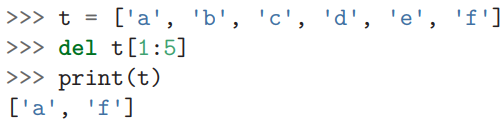 >>> t = ['a', 'b', 'c', 'd', 'e', 'f']
>>> del t[1:5]
>>> print(t)
['a', 'f']